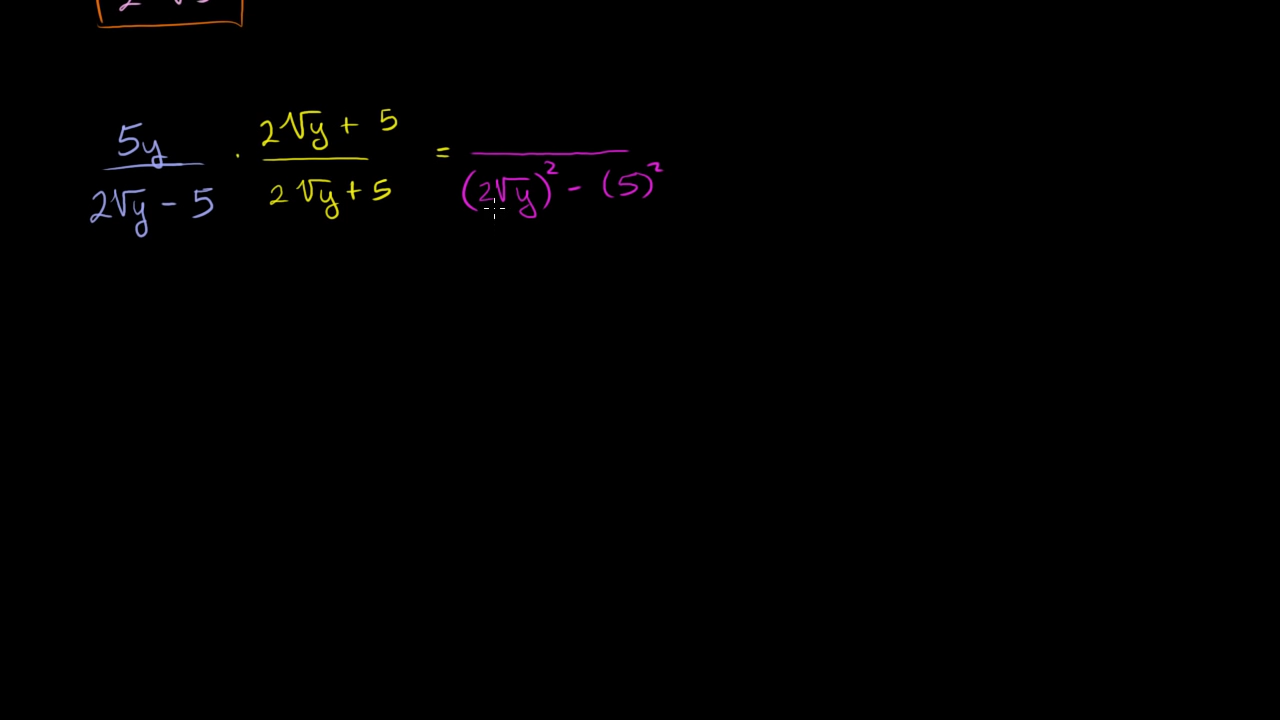 5y/(2√y - 5) · (2√y + 5)/(2√y + 5) = /((2√y)² - (5)²)